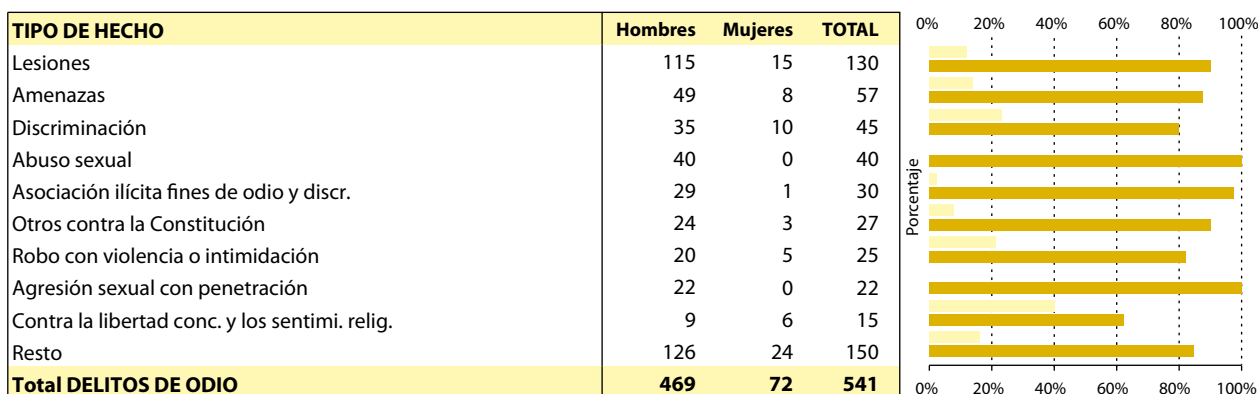 TIPO DE HECHO Hombres Mujeres TOTAL
Lesiones 115 15 130
Amenazas 49 8 57
Discriminación 35 10 45
Abuso sexual 40 0 40
Asociación ilícita fines de odio y discr. 29 1 30
Otros contra la Constitución 24 3 27
Robo con violencia o intimidación 20 5 25
Agresión sexual con penetración 22 0 22
Contra la libertad conc. y los sentimi. relig. 9 6 15
Resto 126 24 150
Total DELITOS DE ODIO 469 72 541
0% 20% 40% 60% 80% 100%
Porcentaje
0% 20% 40% 60% 80% 100%